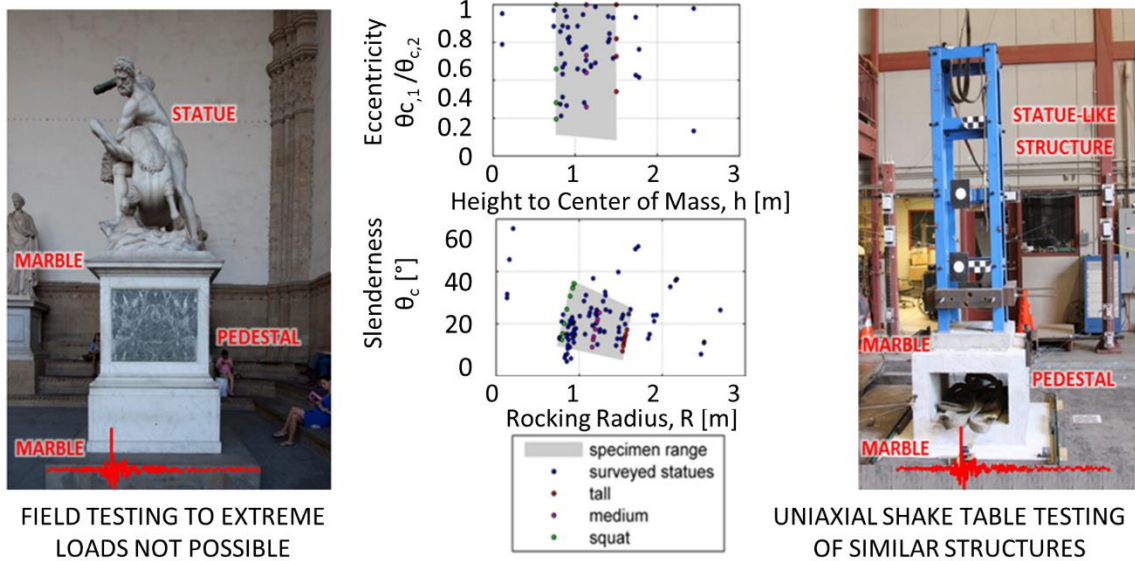 STATUE
MARBLE
PEDESTAL
MARBLE
FIELD TESTING TO EXTREME
LOADS NOT POSSIBLE
Eccentricity
θc,1 /θc,2
1
0.8
0.6
0.4
0.2
0
0 1 2 3
Height to Center of Mass, h [m]
Slenderness
θc [°]
60
40
20
0
0 1 2 3
Rocking Radius, R [m]
specimen range
surveyed statues
tall
medium
squat
STATUE-LIKE
STRUCTURE
MARBLE
PEDESTAL
MARBLE
UNIAXIAL SHAKE TABLE TESTING
OF SIMILAR STRUCTURES